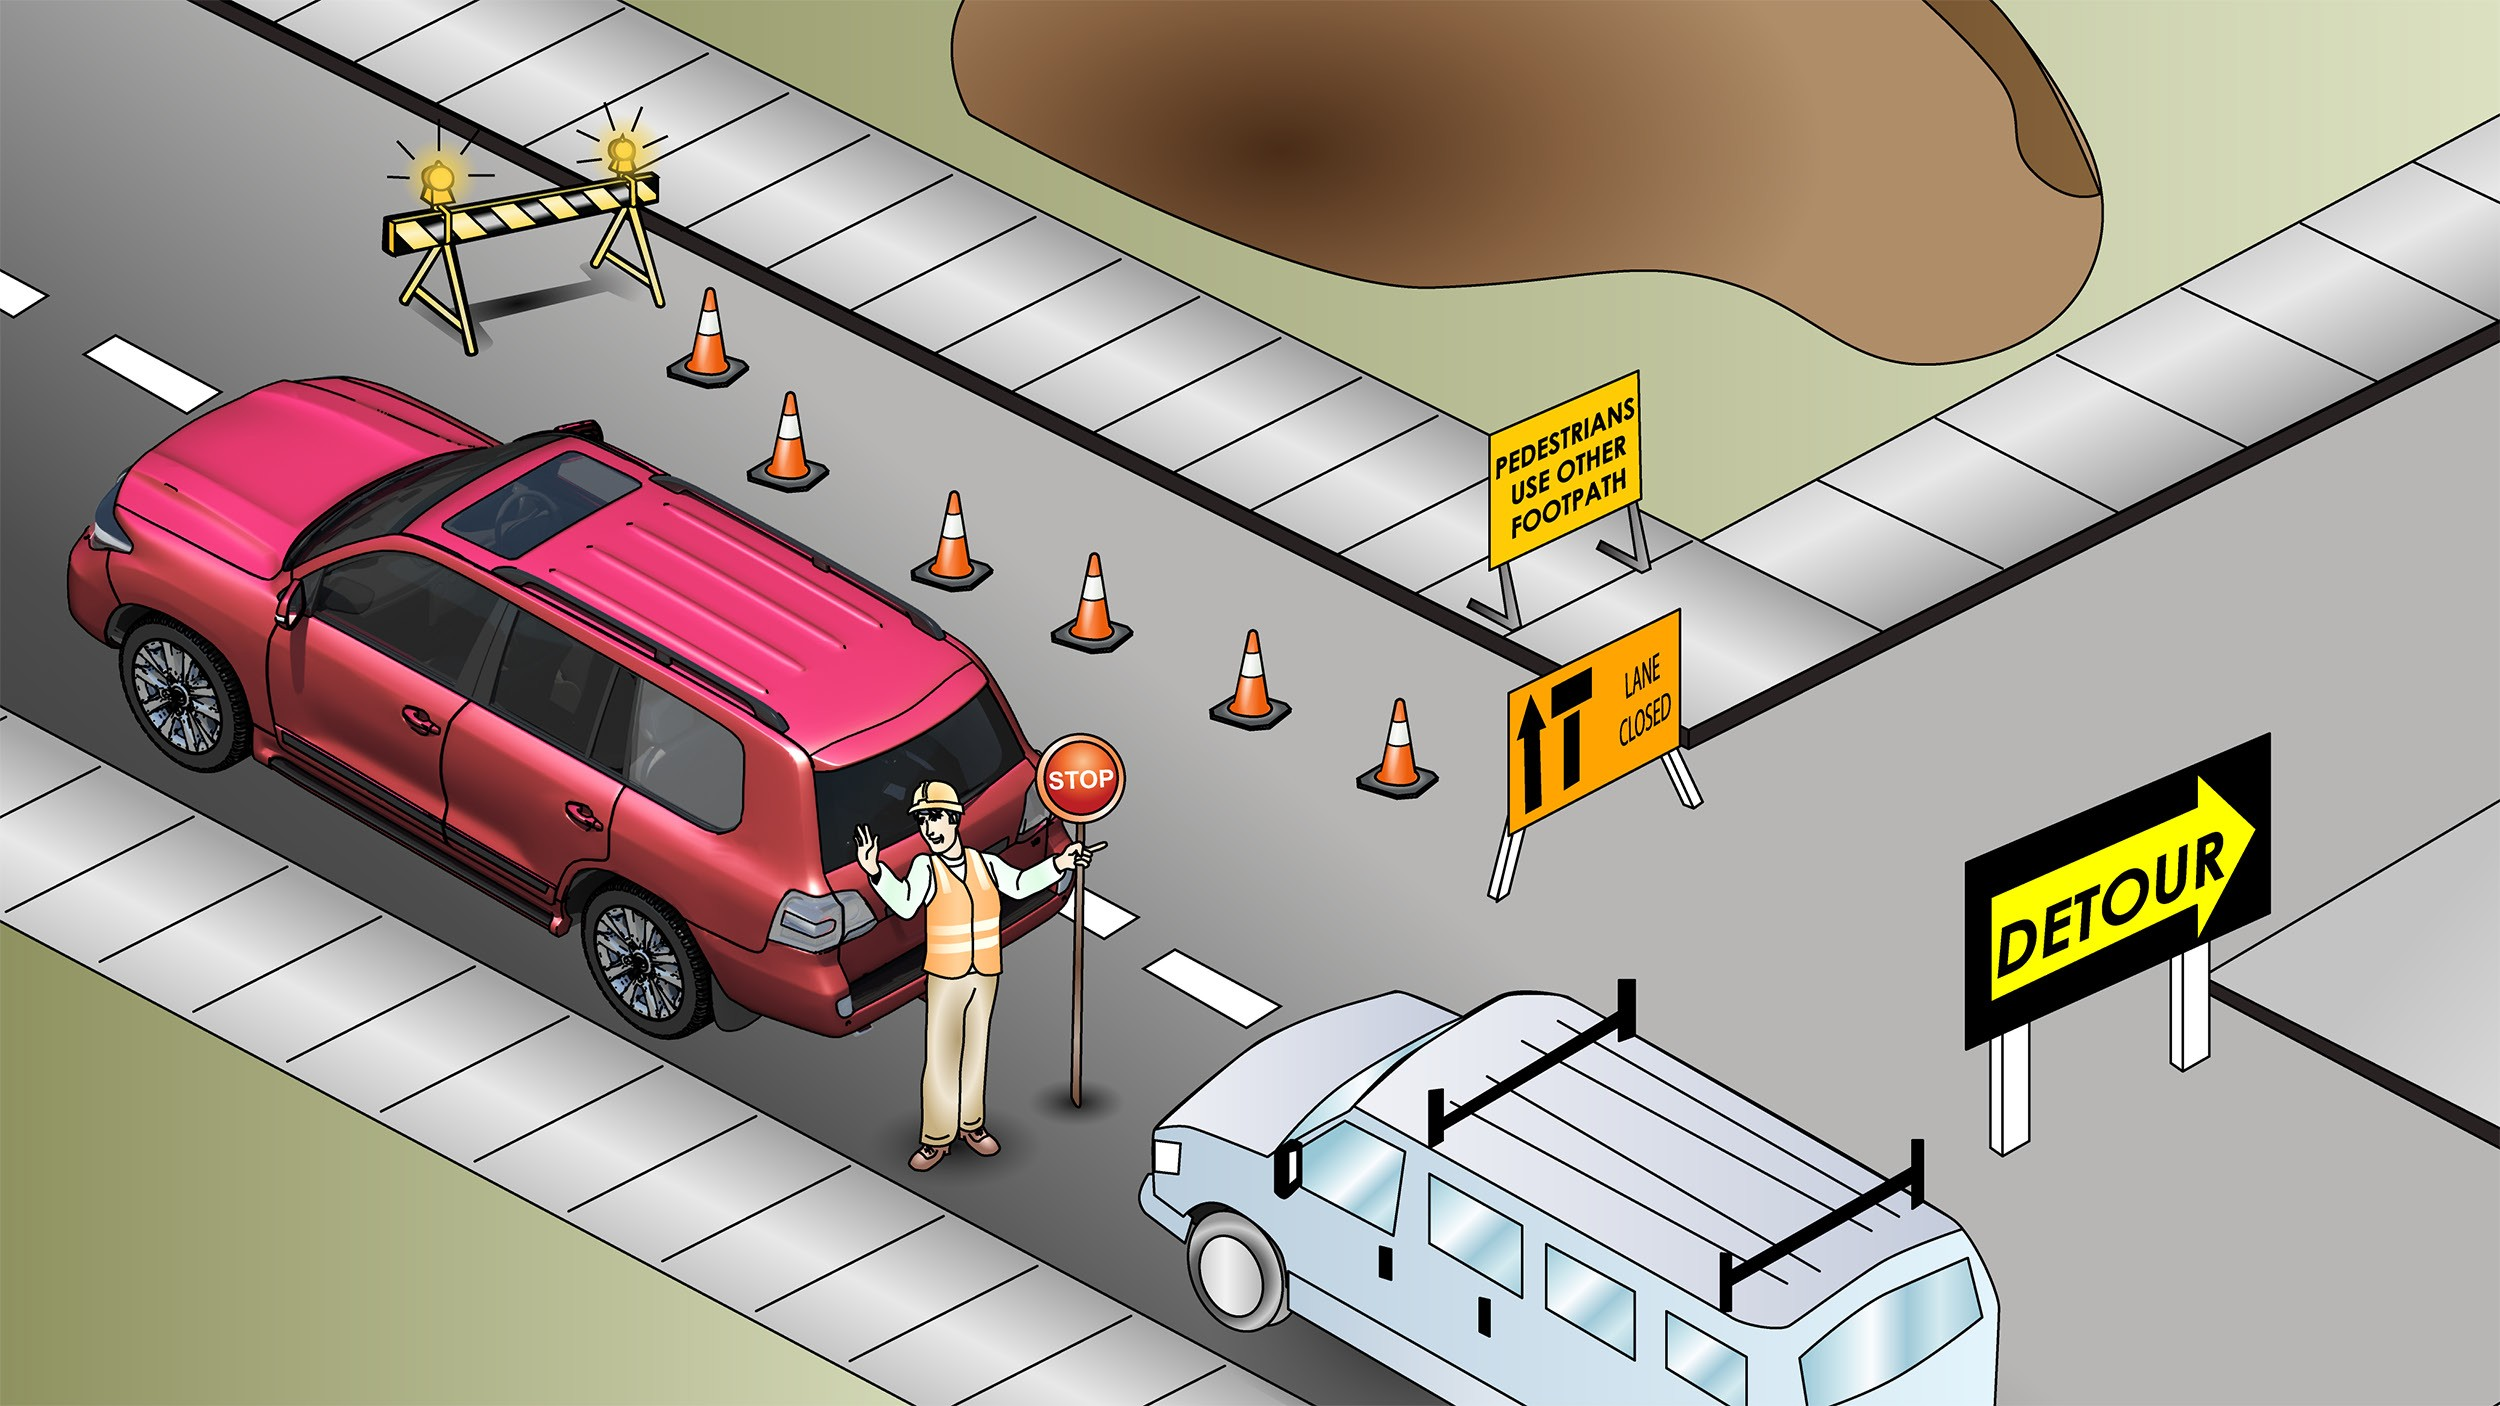 PEDESTRIANS
USE OTHER
FOOTPATH
LANE
CLOSED
STOP
DETOUR